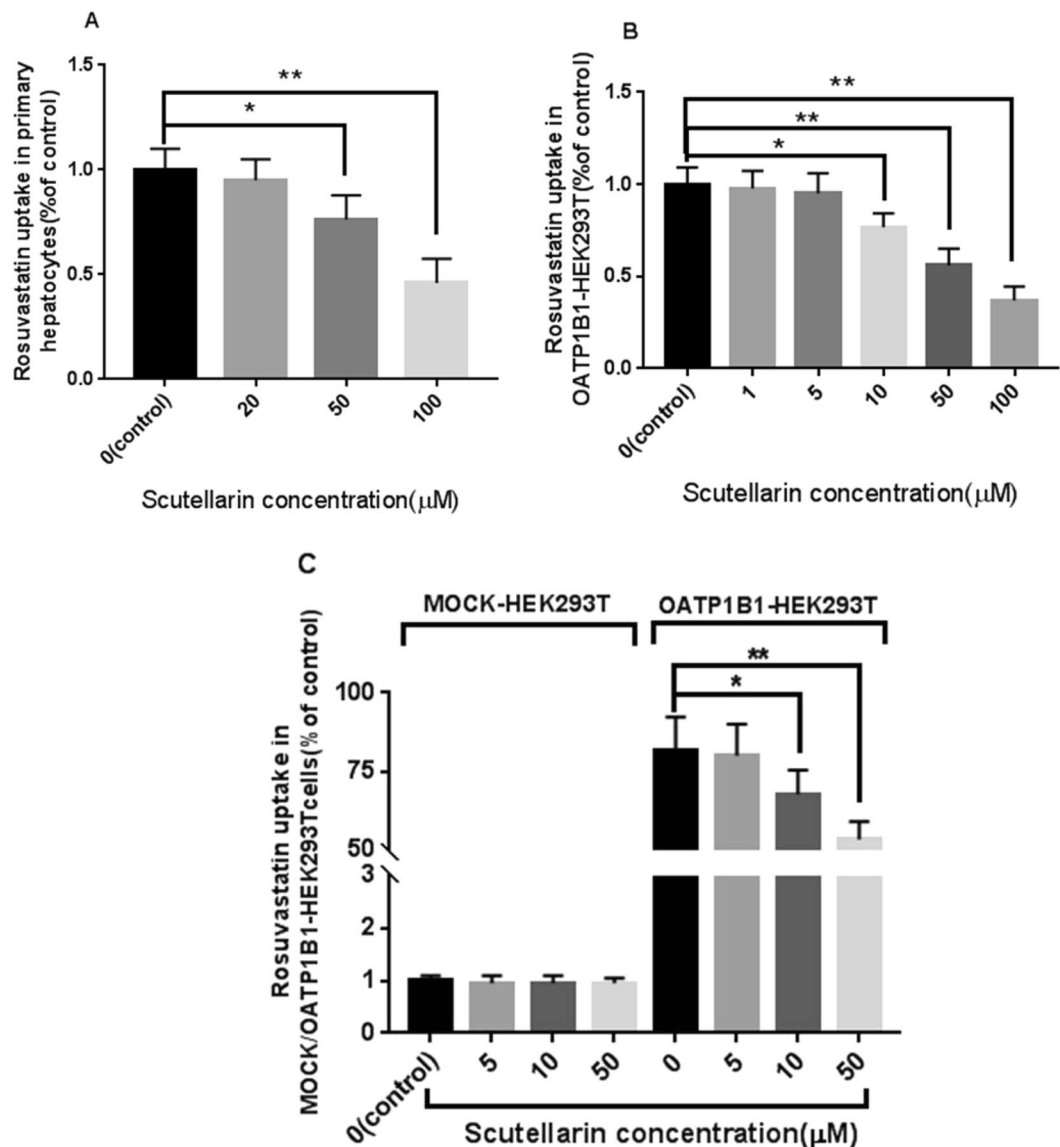 A
Rosuvastatin uptake in primary
hepatocytes(%of control)
1.5
1.0
0.5
0.0
**
*
0(control)
20
50
100
Scutellarin concentration(μM)
B
Rosuvastatin uptake in
OATP1B1-HEK293T(%of control)
1.5
1.0
0.5
0.0
**
**
*
0(control)
1
5
10
50
100
Scutellarin concentration(μM)
C
MOCK-HEK293T
OATP1B1-HEK293T
Rosuvastatin uptake in
MOCK/OATP1B1-HEK293Tcells(% of control)
100
75
50
3
2
1
0
**
*
0(control)
5
10
50
0
5
10
50
Scutellarin concentration(μM)